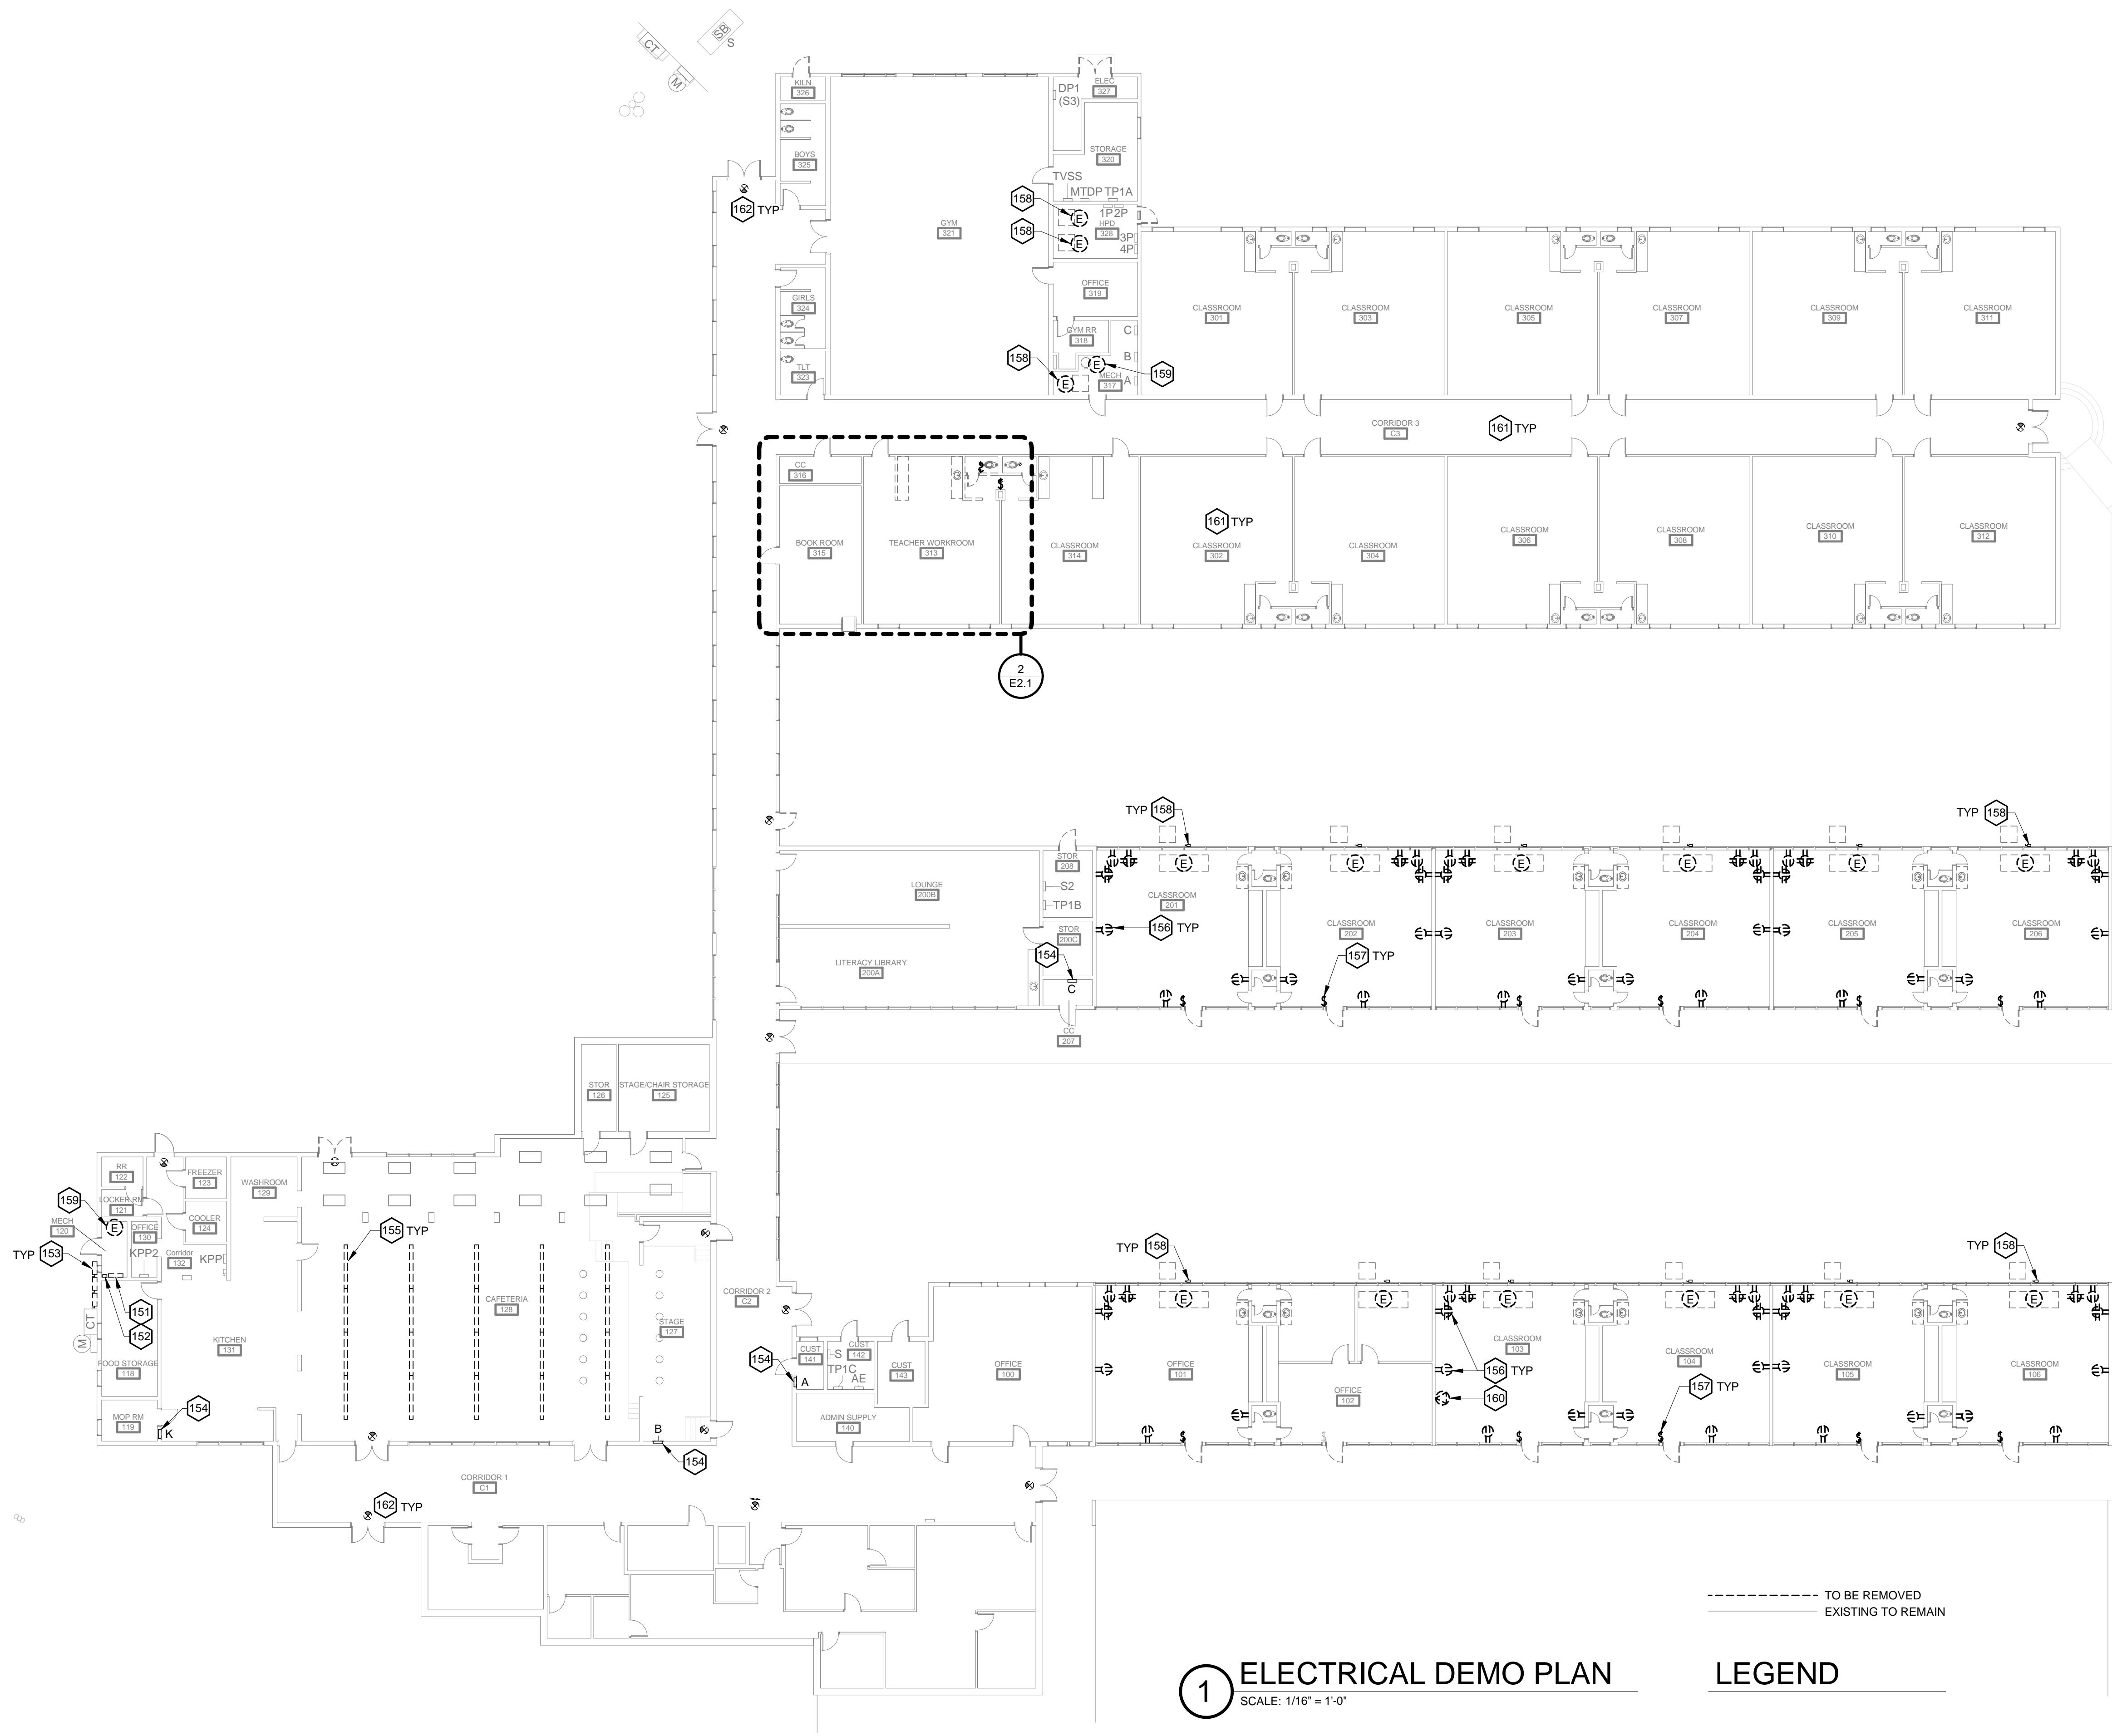 SB
S
CT
M
KILN
326
ELEC
327
DP1
(S3)
BOYS
325
STORAGE
320
TVSS
MTDP TP1A
162 TYP
158
E
1P 2P
HPD
328
GYM
321
158
E
3P
4P
OFFICE
319
GIRLS
324
CLASSROOM
301
CLASSROOM
303
CLASSROOM
305
CLASSROOM
307
CLASSROOM
309
CLASSROOM
311
GYM RR
318
C
B
A
158
E
E
159
MECH
317
TLT
323
CORRIDOR 3
C3
161 TYP
CC
316
$
$
161 TYP
BOOK ROOM
315
TEACHER WORKROOM
313
CLASSROOM
314
CLASSROOM
302
CLASSROOM
304
CLASSROOM
306
CLASSROOM
308
CLASSROOM
310
CLASSROOM
312
2
E2.1
TYP 158
TYP 158
STOR
208
E
E
E
E
E
E
LOUNGE
200B
S2
TP1B
CLASSROOM
201
STOR
200C
156 TYP
CLASSROOM
202
CLASSROOM
203
CLASSROOM
204
CLASSROOM
205
CLASSROOM
206
154
157 TYP
LITERACY LIBRARY
200A
C
$
$
$
$
$
$
CC
207
STOR
126
STAGE/CHAIR STORAGE
125
RR
122
FREEZER
123
WASHROOM
129
LOCKER RM
121
159
MECH
120
E
OFFICE
130
COOLER
124
155 TYP
TYP 153
KPP2
Corridor
132
KPP
TYP 158
TYP 158
151
152
CT
M
CAFETERIA
128
CORRIDOR 2
C2
E
E
E
E
E
E
STAGE
127
KITCHEN
131
FOOD STORAGE
118
CUST
141
S
CUST
142
TP1C
AE
CUST
143
154
A
OFFICE
100
OFFICE
101
OFFICE
102
CLASSROOM
103
CLASSROOM
104
CLASSROOM
105
CLASSROOM
106
156 TYP
160
157 TYP
MOP RM
119
154
K
B
154
ADMIN SUPPLY
140
$
$
$
$
$
$
CORRIDOR 1
C1
162 TYP
TO BE REMOVED
EXISTING TO REMAIN
1
ELECTRICAL DEMO PLAN
SCALE: 1/16" = 1'-0"
LEGEND